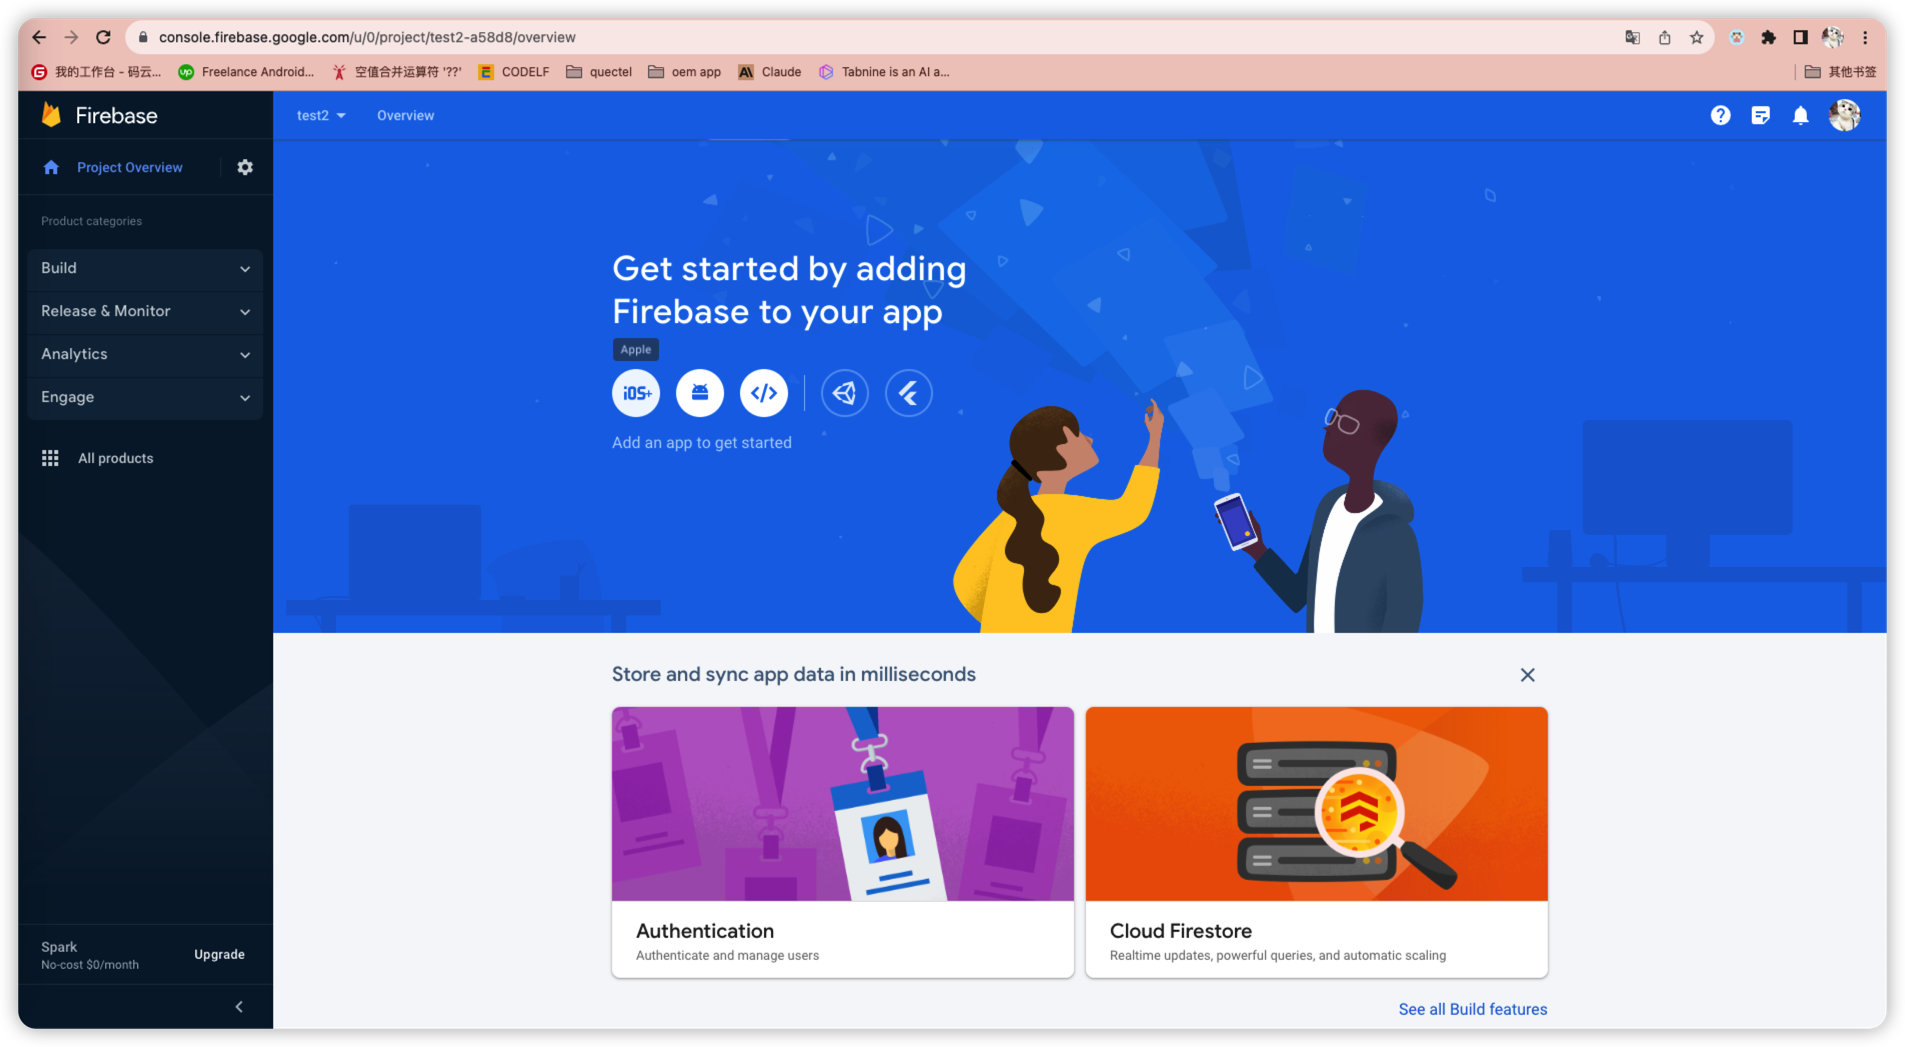 console.firebase.google.com/u/0/project/test2-a58d8/overview
我的工作台 - 码云... Freelance Android... 空值合并运算符 '??' CODELF quectel oem app Claude Tabnine is an AI a... 其他书签
Firebase
test2 Overview
Project Overview
Product categories
Build
Release & Monitor
Analytics
Engage
All products
Get started by adding
Firebase to your app
Apple
iOS+
Add an app to get started
Store and sync app data in milliseconds
Authentication
Authenticate and manage users
Cloud Firestore
Realtime updates, powerful queries, and automatic scaling
See all Build features
Spark
No-cost $0/month
Upgrade